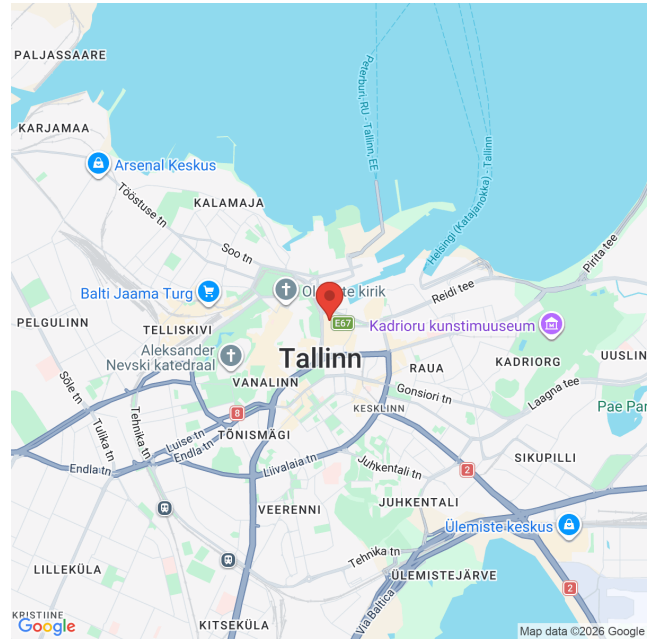 PALJASSAARE
Peterburi, RU - Tallinn, EE
KARJAMAA
Arsenal Keskus
Tööstuse tn
KALAMAJA
Helsingi (Katajanokka) - Tallinn
Pirita tee
Soo tn
Balti Jaama Turg
Reidi tee
PELGULINN
TELLISKIVI
E67
Kadrioru kunstimuuseum
Aleksander
Nevski katedraal
Tallinn
RAUA
KADRIORG
UUSLIN
Laagna tee
Sõle tn
VANALINN
Gonsiori tn
Pae Par
KESKLINN
8
Tulika tn
Tehnika tn
Luise tn
TÕNISMÄGI
Endla tn
Endla tn
Liivalaia tn
Juhkentali tn
2
SIKUPILLI
VEERENNI
JUHKENTALI
Ülemiste keskus
Tehnika tn
LILLEKÜLA
ÜLEMISTEJÄRVE
2
KRISTIINE
Via Baltica
KITSEKÜLA
Google
Map data ©2026 Google